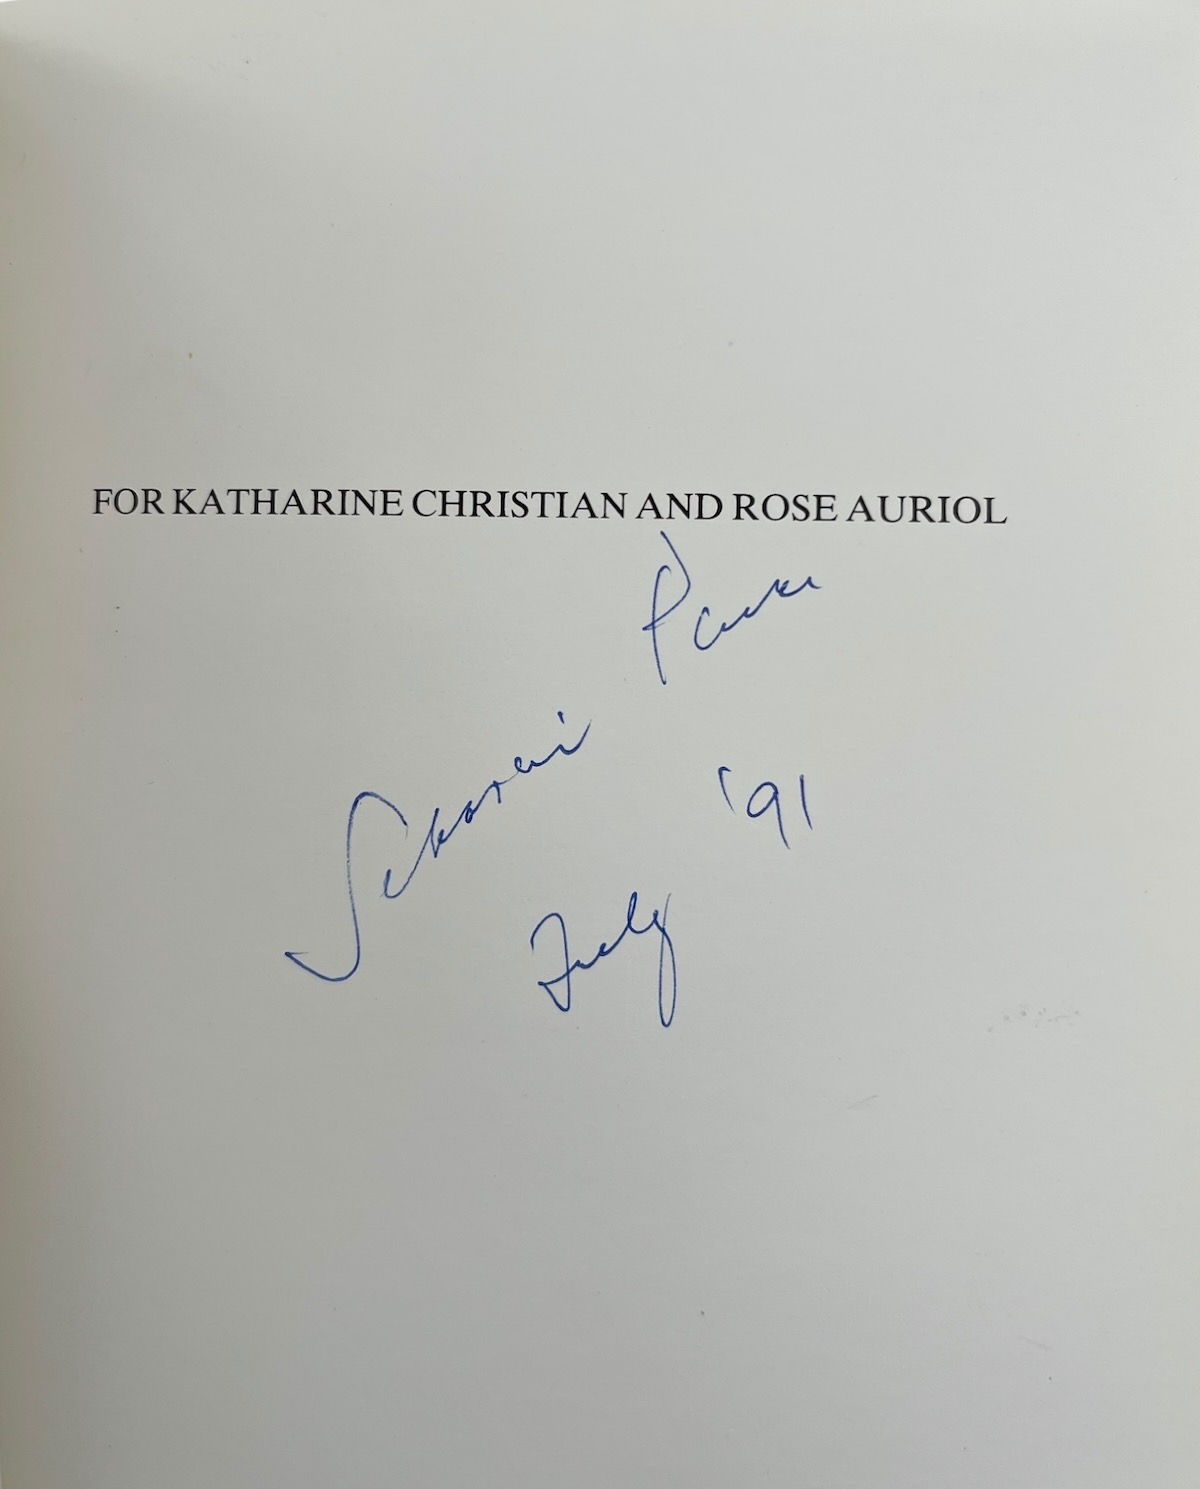 FOR KATHARINE CHRISTIAN AND ROSE AURIOL
July '91